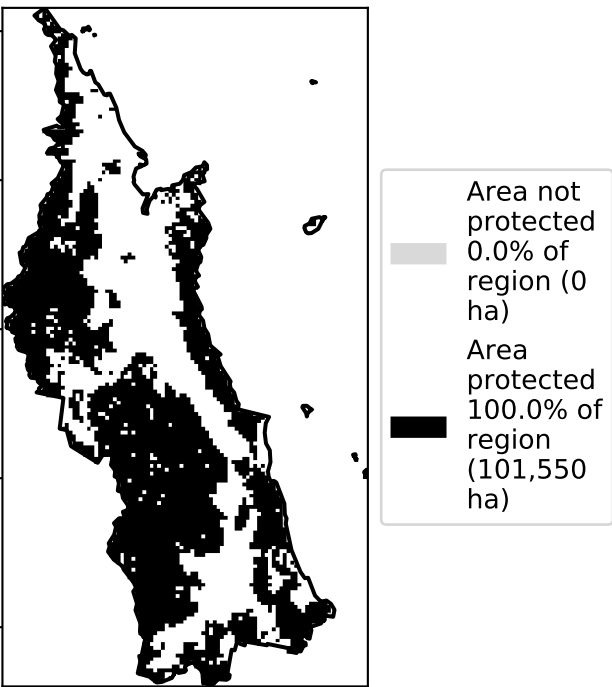 Area not
protected
0.0% of
region (0
ha)
Area
protected
100.0% of
region
(101,550
ha)